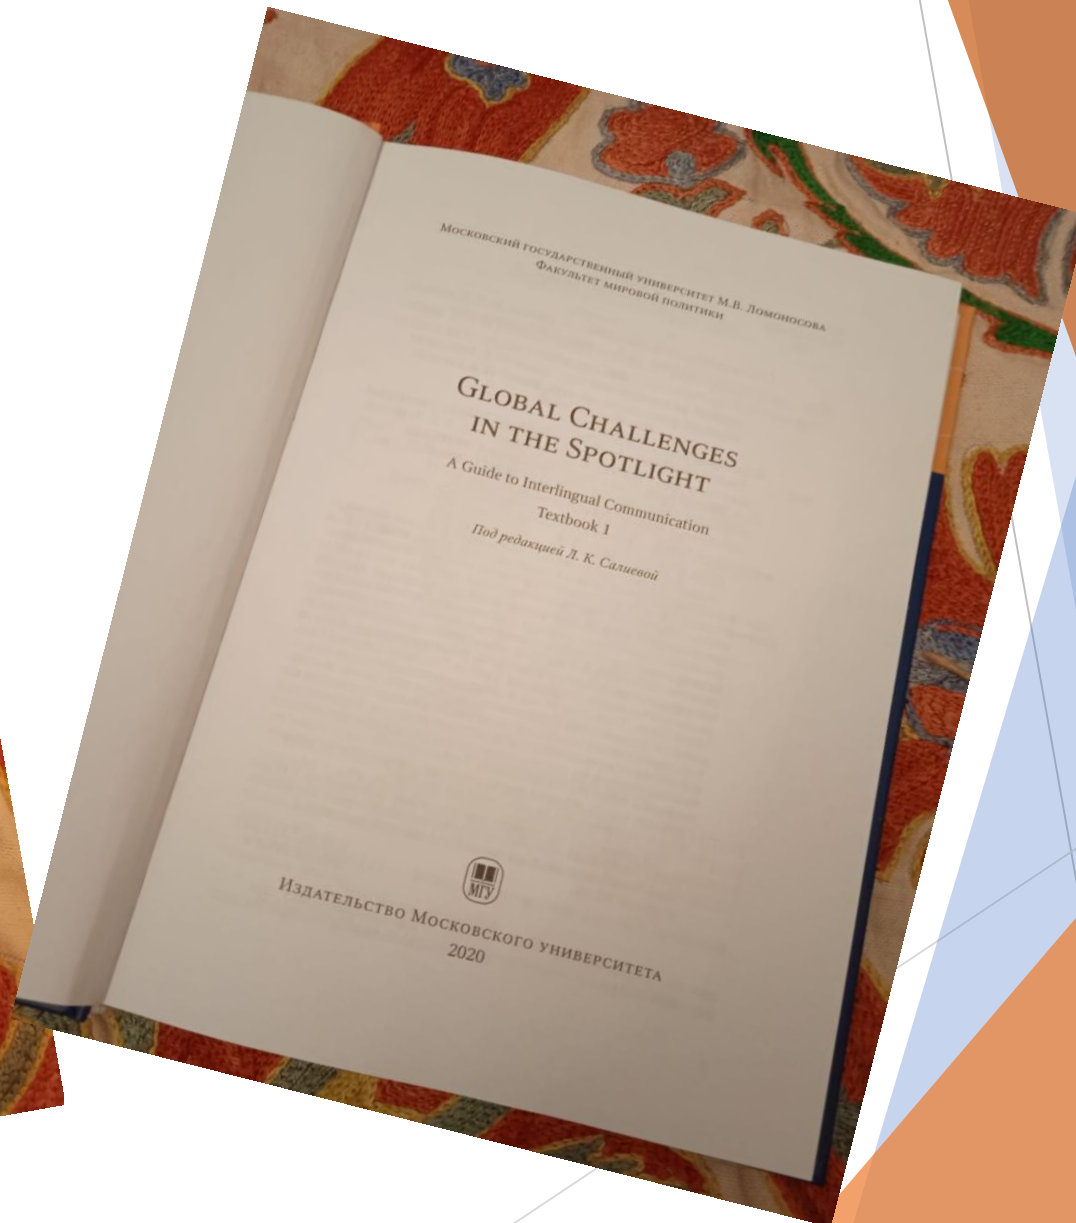 Московский государственный университет М.В. Ломоносова
Факультет мировой политики
Global Challenges
in the Spotlight
A Guide to Interlingual Communication
Textbook 1
Под редакцией Л. К. Салиевой
МГУ
Издательство Московского университета
2020